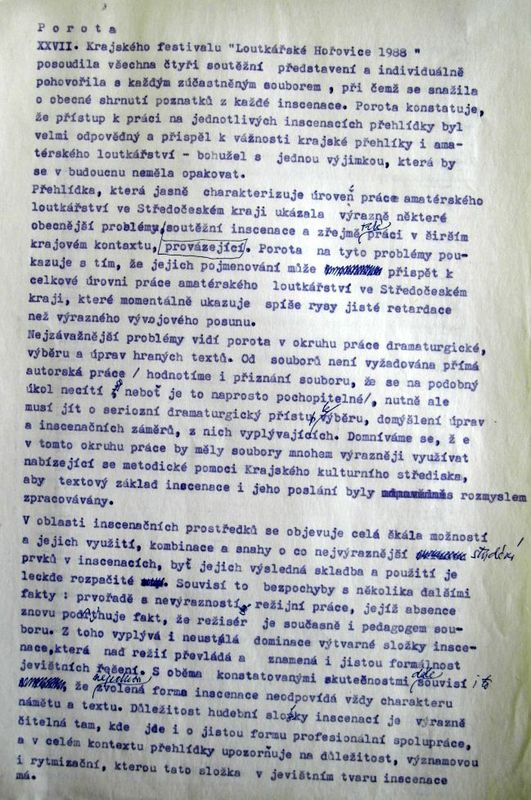 P o r o t a
XXVII. Krajského festivalu "Loutkářské Hořovice 1988 "
posoudila všechna čtyři soutěžní představení a individuálně
pohovořila s každým zúčastněným souborem , při čemž se snažila
o obecné shrnutí poznatků z každé inscenace. Porota konstatuje,
že přístup k práci na jednotlivých inscenacích přehlídky byl
velmi odpovědný a přispěl k vážnosti krajské přehlíky i ama-
térského loutkářství - bohužel s jednou výjimkou, která by
se v budoucnu neměla opakovat.
Přehlídka, která jasně charakterizuje úroveň práce amatérského
loutkářství ve Středočeském kraji ukázala výrazně některé
obecnější problémy, soutěžní inscenace a zřejmě také práci v širším
krajovém kontextu, provázející. Porota na tyto problémy pou-
kazuje s tím, že jejich pojmenování může přispět k
celkové úrovni práce amatérského loutkářství ve Středočeském
kraji, které momentálně ukazuje spíše rysy jisté retardace
než výrazného vývojového posunu.
Nejzávažnější problémy vidí porota v okruhu práce dramaturgické,
výběru a úprav hraných textů. Od souborů není vyžadována přímá
autorská práce / hodnotíme i přiznání souboru, že se na podobný
úkol necítí , neboť je to naprosto pochopitelné/, nutně ale
musí jít o seriozní dramaturgický přístup k výběru, domýšlení úprav
a inscenačních záměrů, z nich vyplývajících. Domníváme se, ž e
v tomto okruhu práce by měly soubory mnohem výrazněji využívat
nabízející se metodické pomoci Krajského kulturního střediska,
aby textový základ inscenace i jeho poslání byly s rozmyslem
zpracovávány.
V oblasti inscenačních prostředků se objevuje celá škála možností
a jejich využití, kombinace a snahy o co nejvýraznější sdělení
prvků v inscenacích, byť jejich výsledná skladba a použití je
leckde rozpačité . Souvisí to bezpochyby s několika dalšími
fakty : prvořadě s nevýrazností režijní práce, jejíž absence
znovu podtrhuje fakt, že režisér je současně i pedagogem sou-
boru. Z toho vyplývá i neustálá dominace výtvarné složky insce-
nace,která nad režií převládá a znamená i jistou formálnost
jevištních řešení. S oběma konstatovanými skutečnostmi dále souvisí i to
, že zvolená forma inscenace neodpovídá vždy charakteru
námětu a textu. Důležitost hudební složky inscenací je výrazně
čitelná tam, kde jde i o jistou formu profesionální spolupráce,
a v celém kontextu přehlídky upozorňuje na důležitost, významovou
i rytmizační, kterou tato složka v jevištním tvaru inscenace
má.